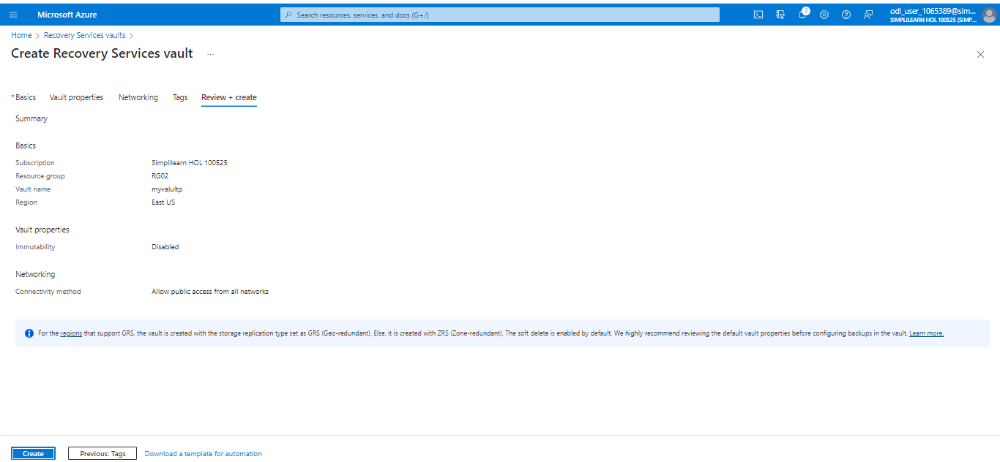 Microsoft Azure
Search resources, services, and docs (G+/)
2
odl_user_1065389@sim...
SIMPLILEARN HOL 100525 (SIMP...
Home > Recovery Services vaults >
Create Recovery Services vault ...
* Basics Vault properties Networking Tags Review + create
Summary
Basics
Subscription Simplilearn HOL 100525
Resource group RG02
Vault name myvalultp
Region East US
Vault properties
Immutability Disabled
Networking
Connectivity method Allow public access from all networks
For the regions that support GRS, the vault is created with the storage replication type set as GRS (Geo-redundant). Else, it is created with ZRS (Zone-redundant). The soft delete is enabled by default. We highly recommend reviewing the default vault properties before configuring backups in the vault. Learn more.
Create Previous: Tags Download a template for automation